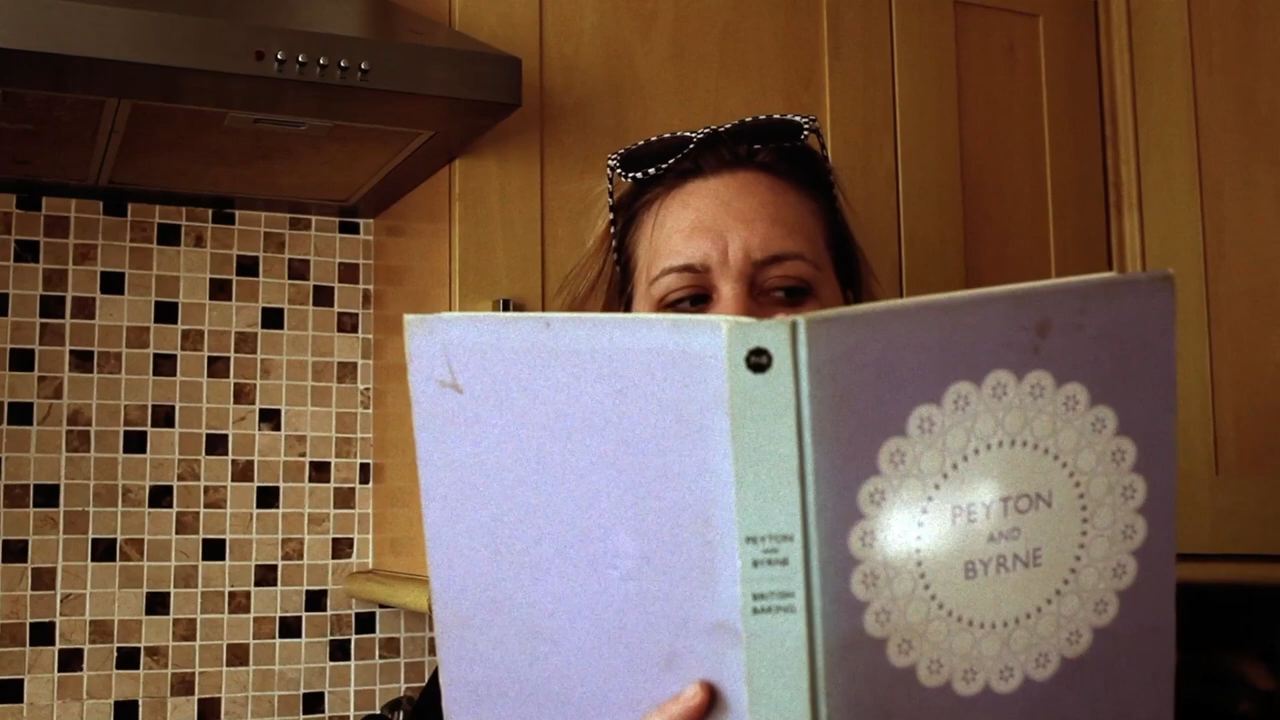 PEYTON
AND
BYRNE
BRITISH
BAKING
PEYTON
AND
BYRNE